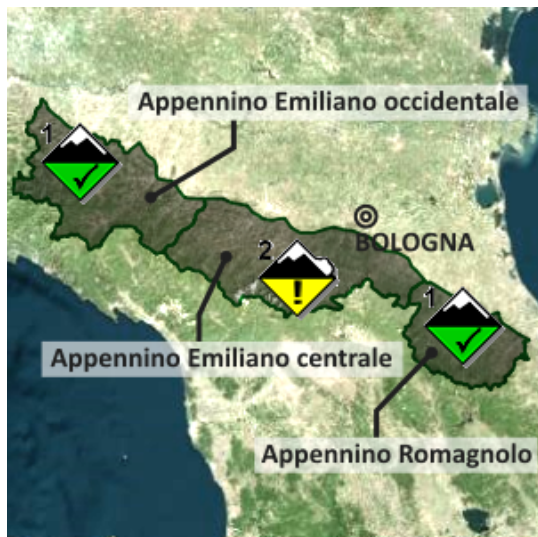 Appennino Emiliano occidentale
1
BOLOGNA
2
!
1
Appennino Emiliano centrale
Appennino Romagnolo